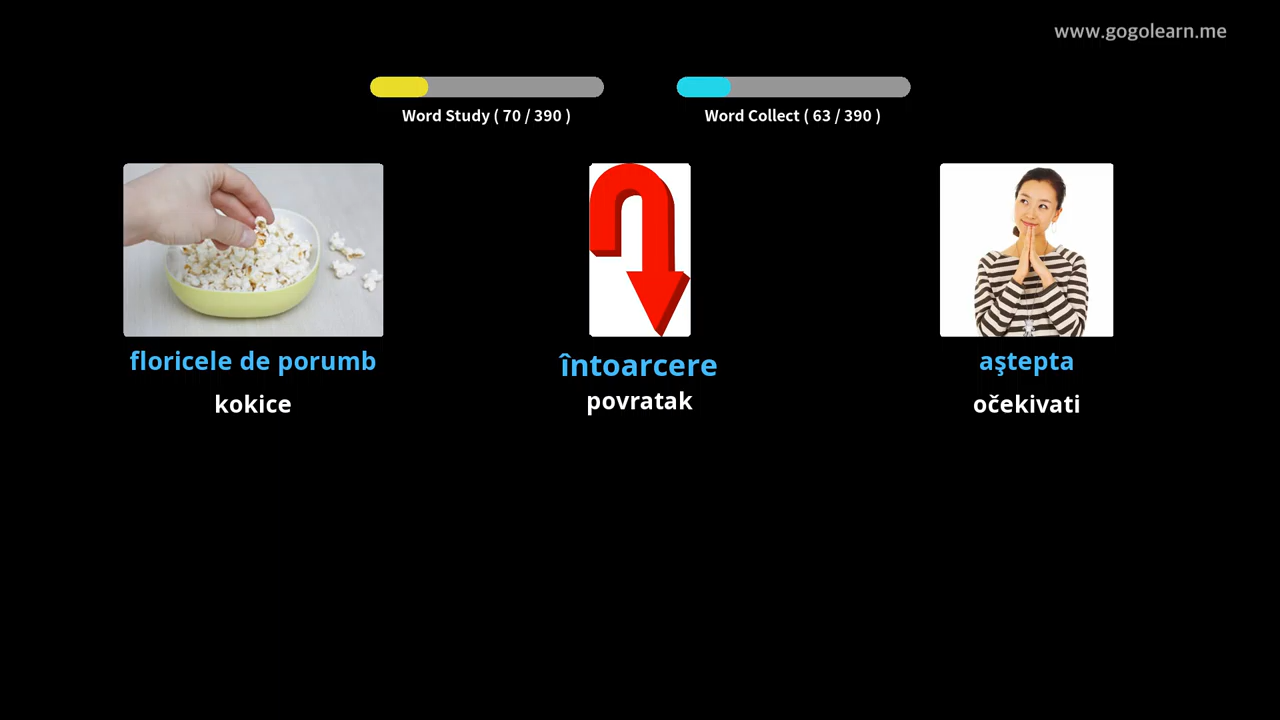 www.gogolearn.me
Word Study ( 70 / 390 )
Word Collect ( 63 / 390 )
floricele de porumb
kokice
întoarcere
povratak
aştepta
očekivati